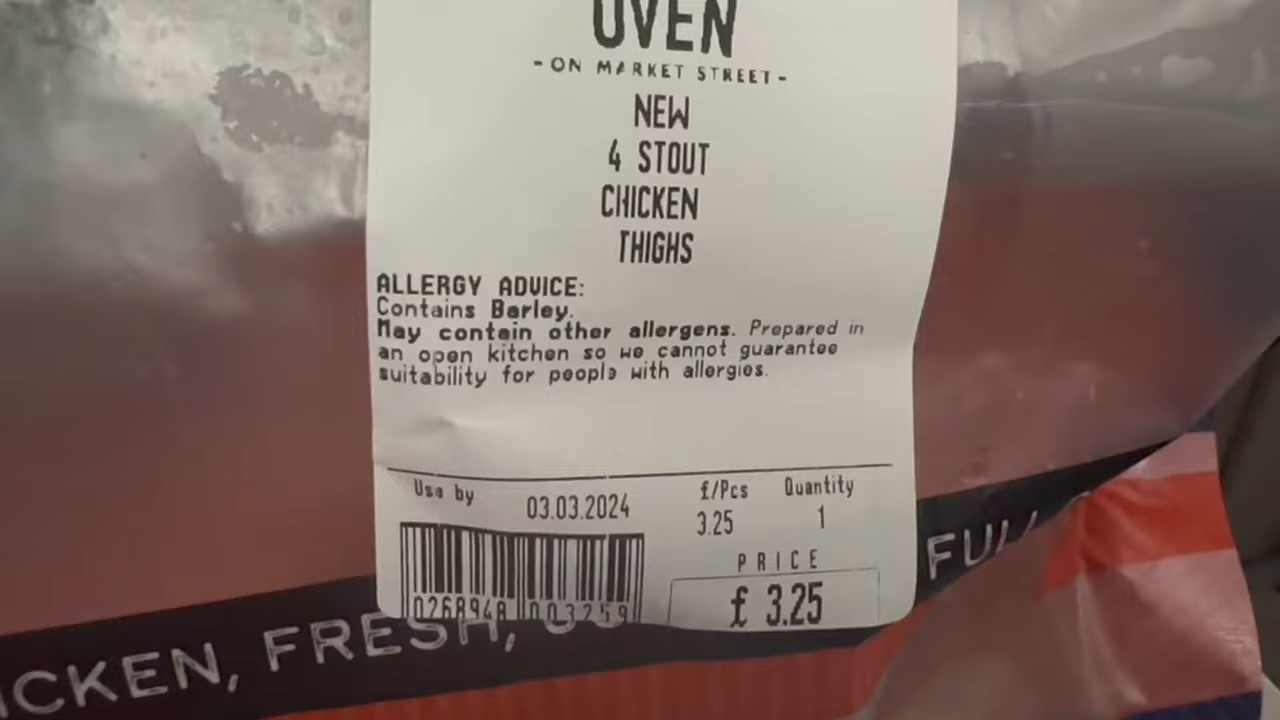 OVEN
- ON MARKET STREET -
NEW
4 STOUT
CHICKEN
THIGHS
ALLERGY ADVICE:
Contains Barley.
May contain other allergens. Prepared in
an open kitchen so we cannot guarantee
suitability for people with allergies.
Use by 03.03.2024
£/Pcs Quantity
3.25 1
PRICE
£ 3.25
0268948 003259
ICKEN, FRESH,